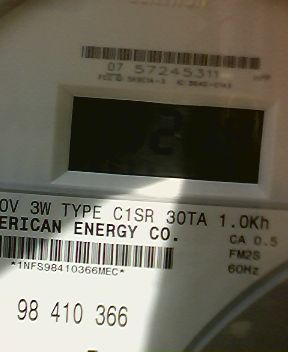 07 57245311
2
0V 3W TYPE C1SR 30TA 1.0Kh
ERICAN ENERGY CO.
CA 0.5
*1NFS98410366MEC*
FM2S
60Hz
98 410 366